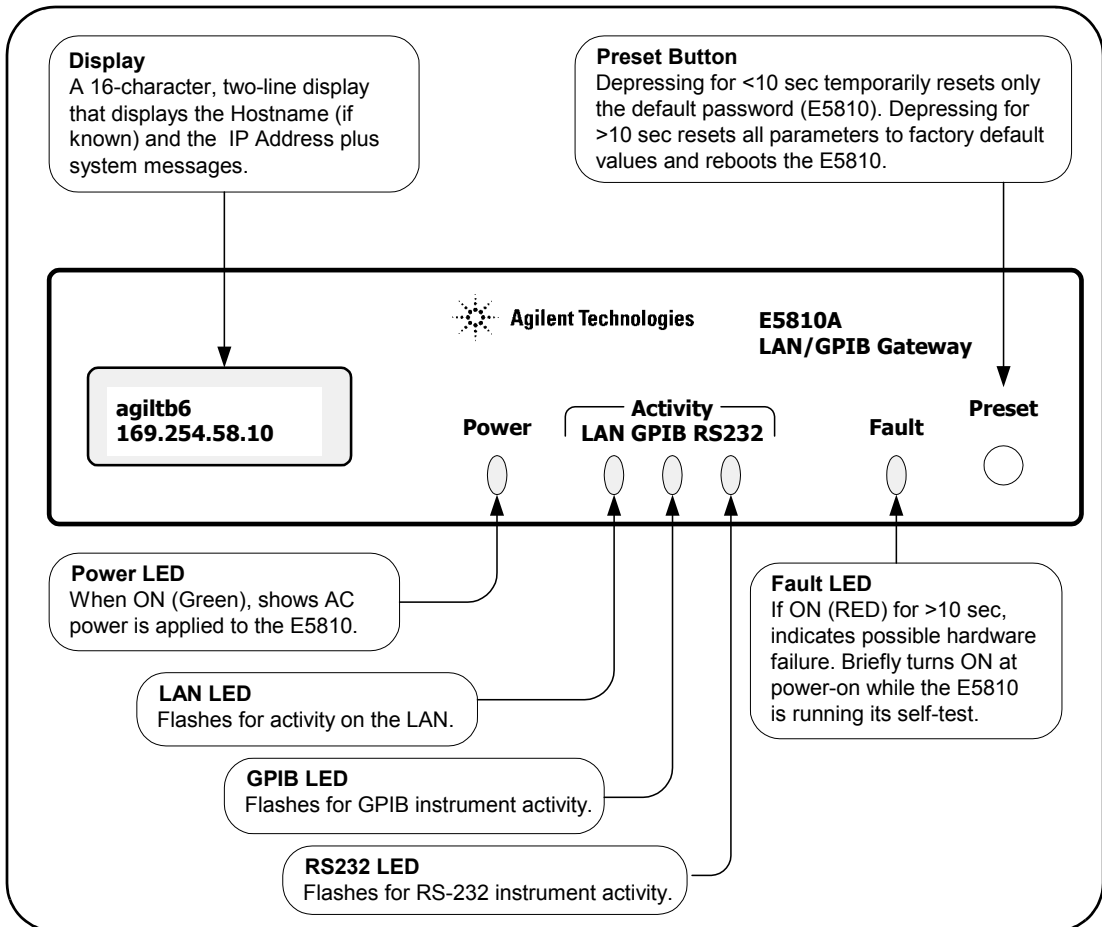 Display
A 16-character, two-line display
that displays the Hostname (if
known) and the IP Address plus
system messages.
Preset Button
Depressing for <10 sec temporarily resets only
the default password (E5810). Depressing for
>10 sec resets all parameters to factory default
values and reboots the E5810.
Agilent Technologies
E5810A
LAN/GPIB Gateway
agiltb6
169.254.58.10
Power
Activity
LAN GPIB RS232
Fault
Preset
Power LED
When ON (Green), shows AC
power is applied to the E5810.
Fault LED
If ON (RED) for >10 sec,
indicates possible hardware
failure. Briefly turns ON at
power-on while the E5810
is running its self-test.
LAN LED
Flashes for activity on the LAN.
GPIB LED
Flashes for GPIB instrument activity.
RS232 LED
Flashes for RS-232 instrument activity.